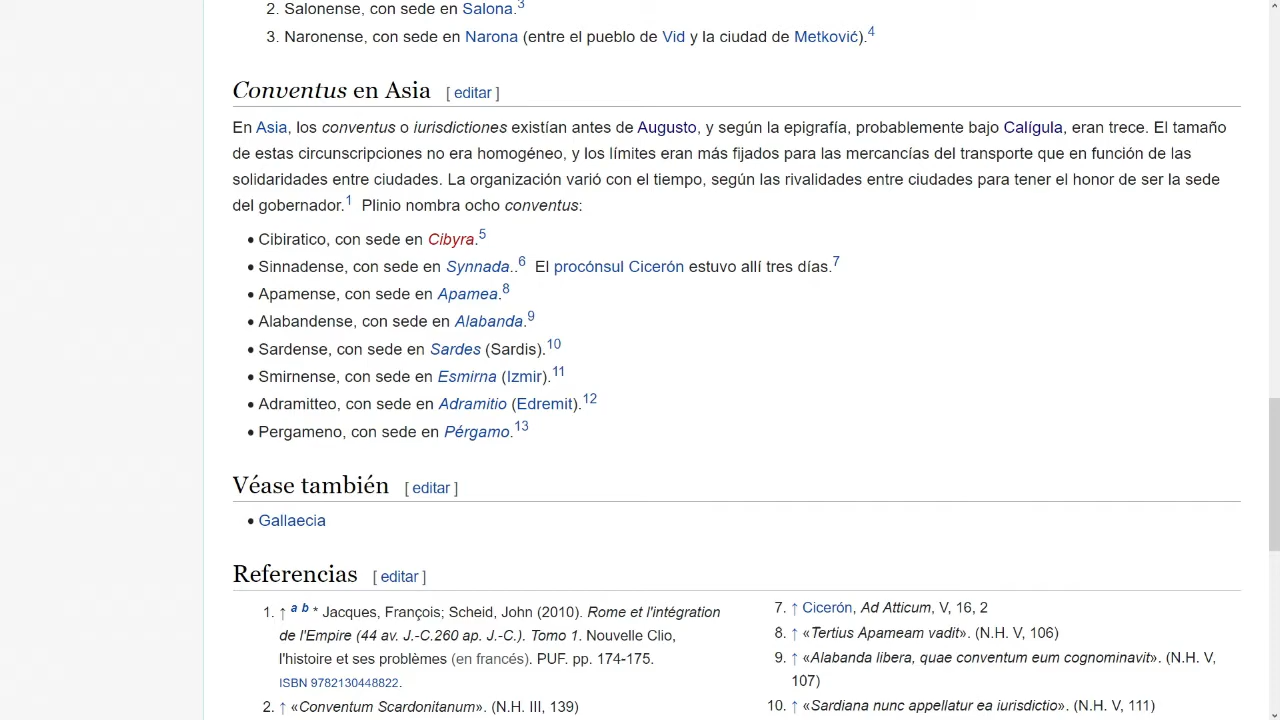 2. Salonense, con sede en Salona.3
3. Naronense, con sede en Narona (entre el pueblo de Vid y la ciudad de Metković).4
Conventus en Asia [ editar ]
En Asia, los conventus o iurisdictiones existían antes de Augusto, y según la epigrafía, probablemente bajo Calígula, eran trece. El tamaño
de estas circunscripciones no era homogéneo, y los límites eran más fijados para las mercancías del transporte que en función de las
solidaridades entre ciudades. La organización varió con el tiempo, según las rivalidades entre ciudades para tener el honor de ser la sede
del gobernador.1 Plinio nombra ocho conventus:
• Cibiratico, con sede en Cibyra.5
• Sinnadense, con sede en Synnada..6 El procónsul Cicerón estuvo allí tres días.7
• Apamense, con sede en Apamea.8
• Alabandense, con sede en Alabanda.9
• Sardense, con sede en Sardes (Sardis).10
• Smirnense, con sede en Esmirna (Izmir).11
• Adramitteo, con sede en Adramitio (Edremit).12
• Pergameno, con sede en Pérgamo.13
Véase también [ editar ]
• Gallaecia
Referencias [ editar ]
1. ↑ a b * Jacques, François; Scheid, John (2010). Rome et l'intégration
de l'Empire (44 av. J.-C.260 ap. J.-C.). Tomo 1. Nouvelle Clio,
l'histoire et ses problèmes (en francés). PUF. pp. 174-175.
ISBN 9782130448822.
2. ↑ «Conventum Scardonitanum». (N.H. III, 139)
7. ↑ Cicerón, Ad Atticum, V, 16, 2
8. ↑ «Tertius Apameam vadit». (N.H. V, 106)
9. ↑ «Alabanda libera, quae conventum eum cognominavit». (N.H. V,
107)
10. ↑ «Sardiana nunc appellatur ea iurisdictio». (N.H. V, 111)